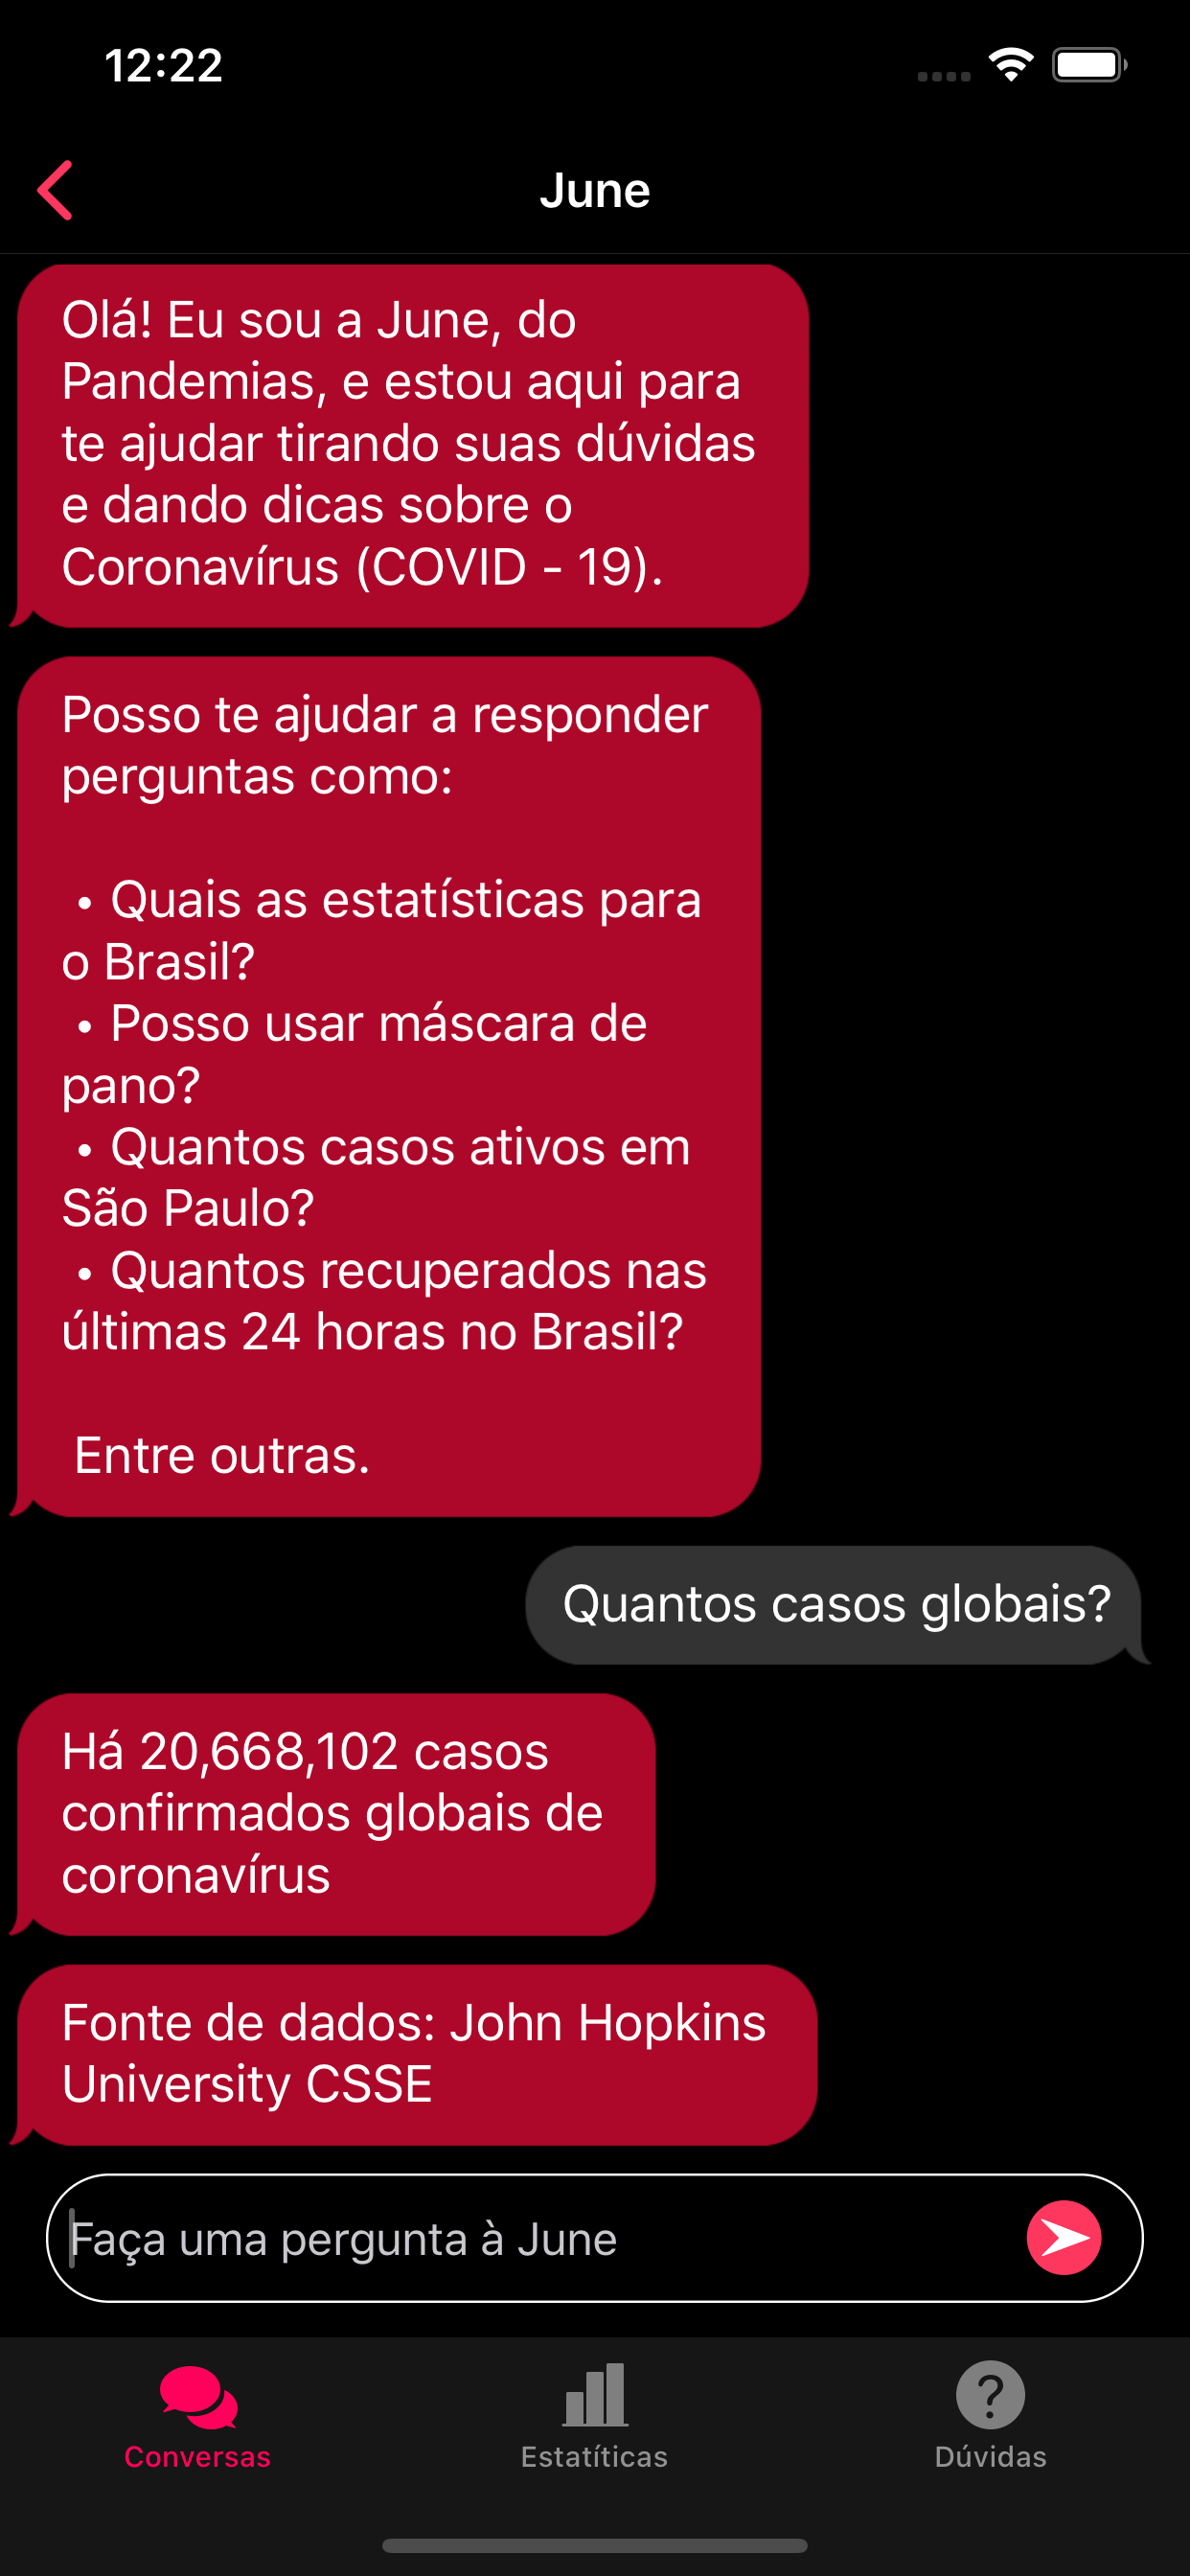 12:22
June
Olá! Eu sou a June, do
Pandemias, e estou aqui para
te ajudar tirando suas dúvidas
e dando dicas sobre o
Coronavírus (COVID - 19).
Posso te ajudar a responder
perguntas como:
• Quais as estatísticas para
o Brasil?
• Posso usar máscara de
pano?
• Quantos casos ativos em
São Paulo?
• Quantos recuperados nas
últimas 24 horas no Brasil?
Entre outras.
Quantos casos globais?
Há 20,668,102 casos
confirmados globais de
coronavírus
Fonte de dados: John Hopkins
University CSSE
Faça uma pergunta à June
Conversas
Estatíticas
Dúvidas